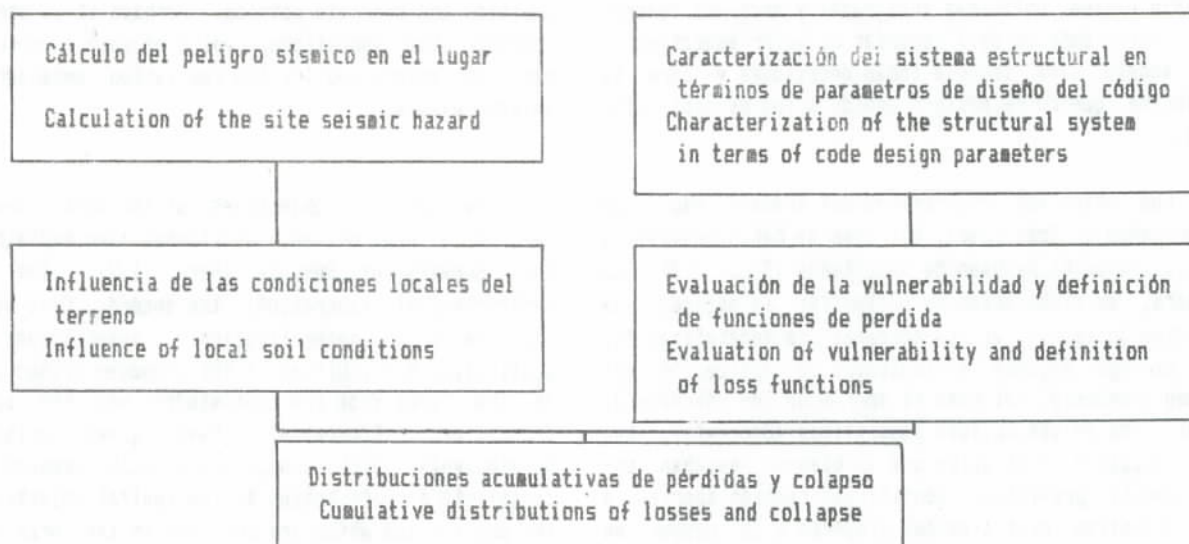 Cálculo del peligro sísmico en el lugar
Calculation of the site seismic hazard
Caracterización del sistema estructural en
términos de parametros de diseño del código
Characterization of the structural system
in terms of code design parameters
Influencia de las condiciones locales del
terreno
Influence of local soil conditions
Evaluación de la vulnerabilidad y definición
de funciones de perdida
Evaluation of vulnerability and definition
of loss functions
Distribuciones acumulativas de pérdidas y colapso
Cumulative distributions of losses and collapse